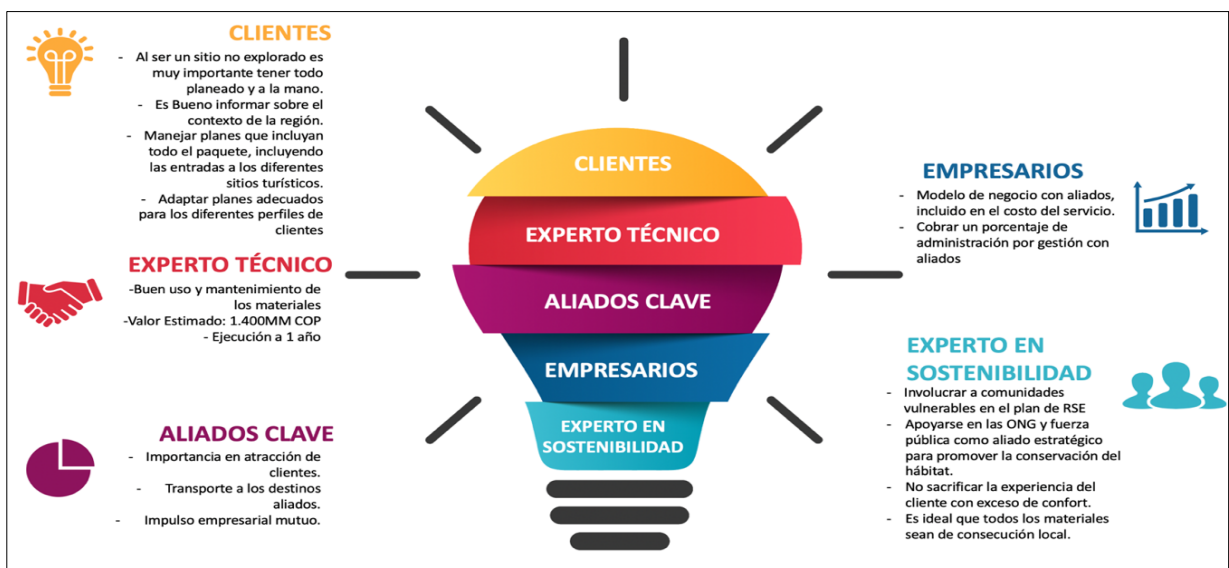 CLIENTES
- Al ser un sitio no explorado es
muy importante tener todo
planeado y a la mano.
- Es Bueno informar sobre el
contexto de la región.
- Manejar planes que incluyan
todo el paquete, incluyendo
las entradas a los diferentes
sitios turísticos.
- Adaptar planes adecuados
para los diferentes perfiles de
clientes
EXPERTO TÉCNICO
-Buen uso y mantenimiento de
los materiales
-Valor Estimado: 1.400MM COP
- Ejecución a 1 año
ALIADOS CLAVE
- Importancia en atracción de
clientes.
- Transporte a los destinos
aliados.
- Impulso empresarial mutuo.
CLIENTES
EXPERTO TÉCNICO
ALIADOS CLAVE
EMPRESARIOS
EXPERTO EN
SOSTENIBILIDAD
EMPRESARIOS
- Modelo de negocio con aliados,
incluido en el costo del servicio.
- Cobrar un porcentaje de
administración por gestión con
aliados
EXPERTO EN
SOSTENIBILIDAD
- Involucrar a comunidades
vulnerables en el plan de RSE
- Apoyarse en las ONG y fuerza
pública como aliado estratégico
para promover la conservación del
hábitat.
- No sacrificar la experiencia del
cliente con exceso de confort.
- Es ideal que todos los materiales
sean de consecución local.